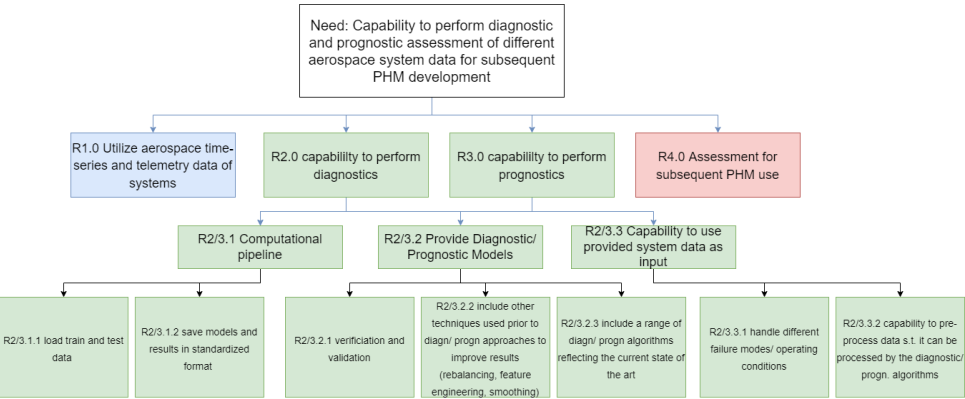 Need: Capability to perform diagnostic
and prognostic assessment of different
aerospace system data for subsequent
PHM development
R1.0 Utilize aerospace time-
series and telemetry data of
systems
R2.0 capabililty to perform
diagnostics
R3.0 capabililty to perform
prognostics
R4.0 Assessment for
subsequent PHM use
R2/3.1 Computational
pipeline
R2/3.2 Provide Diagnostic/
Prognostic Models
R2/3.3 Capability to use
provided system data as
input
R2/3.1.1 load train and test
data
R2/3.1.2 save models and
results in standardized
format
R2/3.2.1 verificiation and
validation
R2/3.2.2 include other
techniques used prior to
diagn/ progn approaches to
improve results
(rebalancing, feature
engineering, smoothing)
R2/3.2.3 include a range of
diagn/ progn algorithms
reflecting the current state of
the art
R2/3.3.1 handle different
failure modes/ operating
conditions
R2/3.3.2 capability to pre-
process data s.t. it can be
processed by the diagnostic/
progn. algorithms